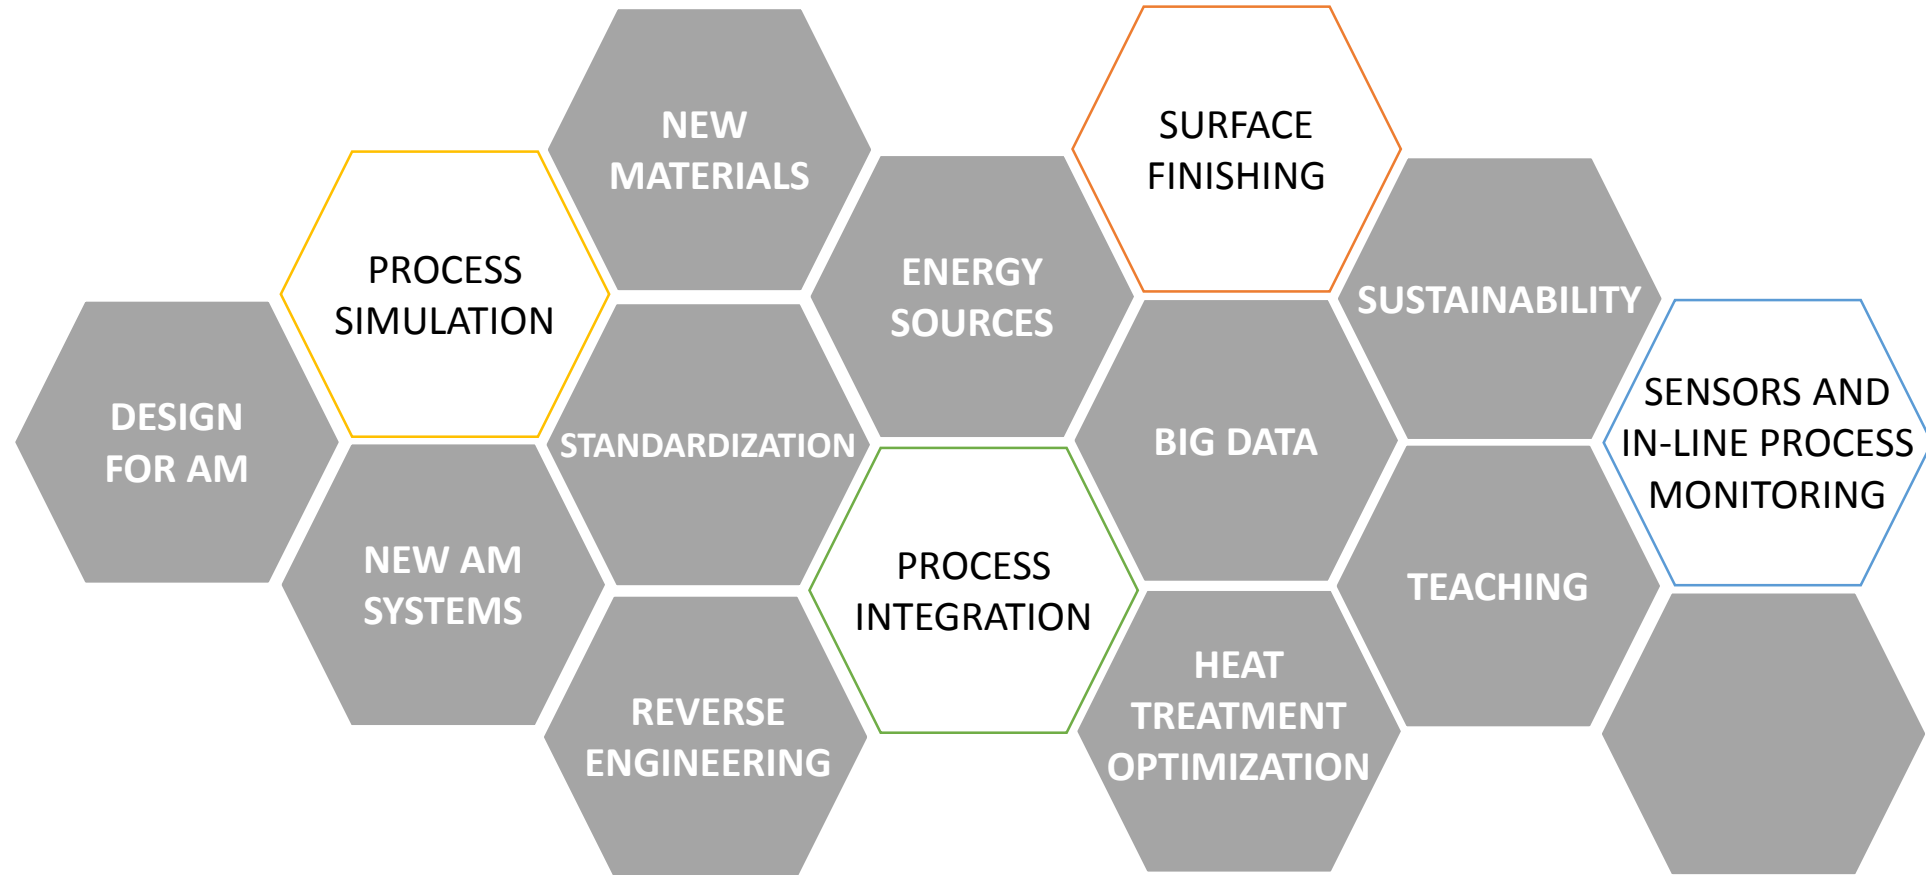 NEW
MATERIALS
SURFACE
FINISHING
PROCESS
SIMULATION
ENERGY
SOURCES
SUSTAINABILITY
DESIGN
FOR AM
STANDARDIZATION
BIG DATA
SENSORS AND
IN-LINE PROCESS
MONITORING
NEW AM
SYSTEMS
PROCESS
INTEGRATION
TEACHING
REVERSE
ENGINEERING
HEAT
TREATMENT
OPTIMIZATION